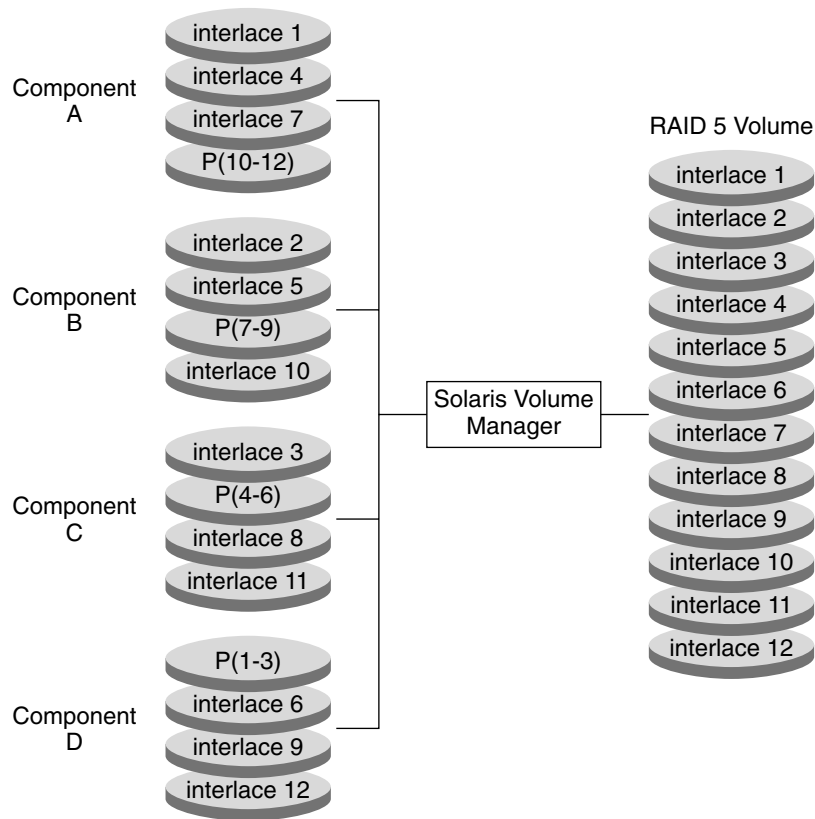 Component
A
interlace 1
interlace 4
interlace 7
P(10-12)
Component
B
interlace 2
interlace 5
P(7-9)
interlace 10
Component
C
interlace 3
P(4-6)
interlace 8
interlace 11
Component
D
P(1-3)
interlace 6
interlace 9
interlace 12
Solaris Volume
Manager
RAID 5 Volume
interlace 1
interlace 2
interlace 3
interlace 4
interlace 5
interlace 6
interlace 7
interlace 8
interlace 9
interlace 10
interlace 11
interlace 12